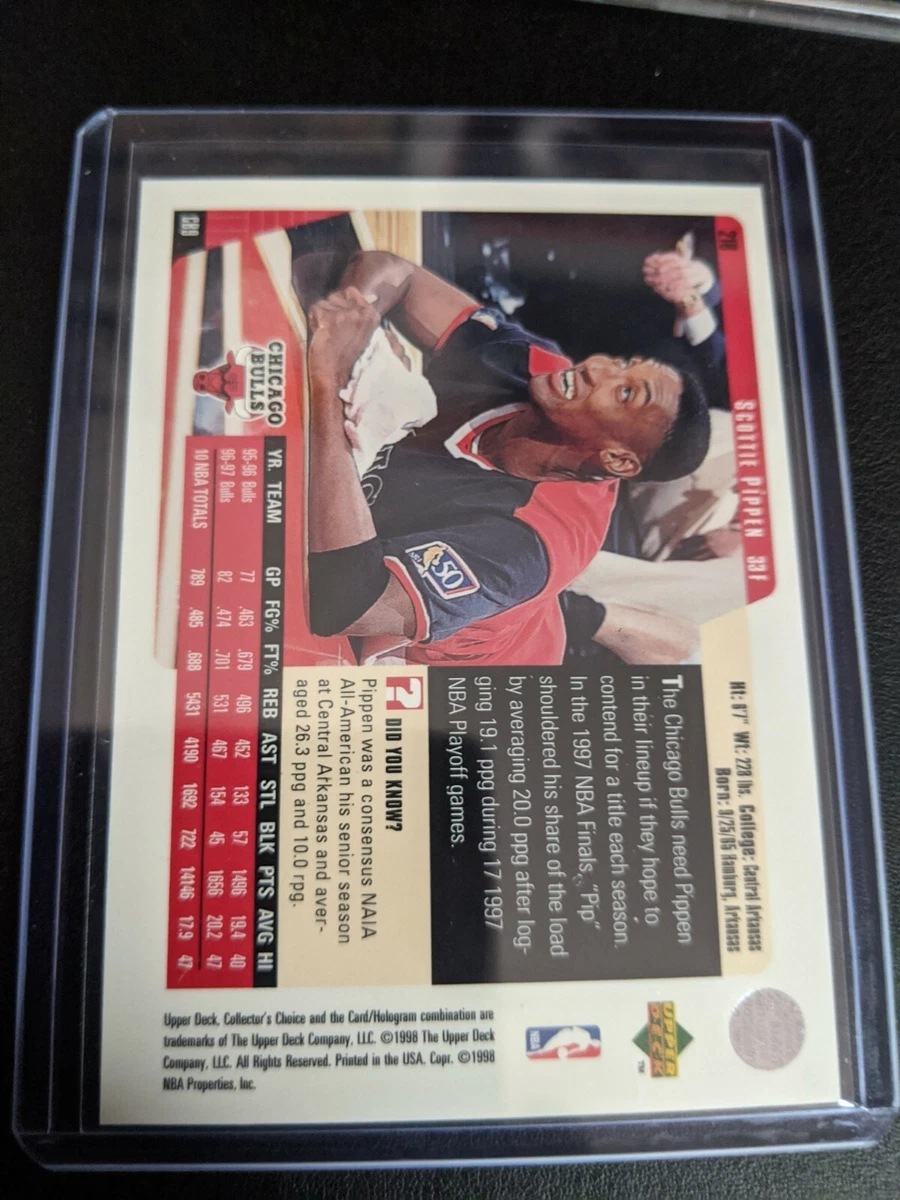 218
SCOTTIE PIPPEN 33 F
Ht: 6'7" Wt: 228 lbs. College: Central Arkansas
Born: 9/25/65 Hamburg, Arkansas
The Chicago Bulls need Pippen
in their lineup if they hope to
contend for a title each season.
In the 1997 NBA Finals, "Pip"
shouldered his share of the load
by averaging 20.0 ppg after log-
ging 19.1 ppg during 17 1997
NBA Playoff games.
? DID YOU KNOW?
Pippen was a consensus NAIA
All-American his senior season
at Central Arkansas and aver-
aged 26.3 ppg and 10.0 rpg.
50
CHICAGO
BULLS
YR. TEAM GP FG% FT% REB AST STL BLK PTS AVG HI
95-96 Bulls 77 .463 .679 496 452 133 57 1496 19.4 40
96-97 Bulls 82 .474 .701 531 467 154 45 1656 20.2 47
10 NBA TOTALS 789 .485 .688 5431 4190 1692 722 14146 17.9 47
UPPER
DECK
TM
NBA
Upper Deck, Collector's Choice and the Card/Hologram combination are
trademarks of The Upper Deck Company, LLC. ©1998 The Upper Deck
Company, LLC. All Rights Reserved. Printed in the USA. Copr. ©1998
NBA Properties, Inc.